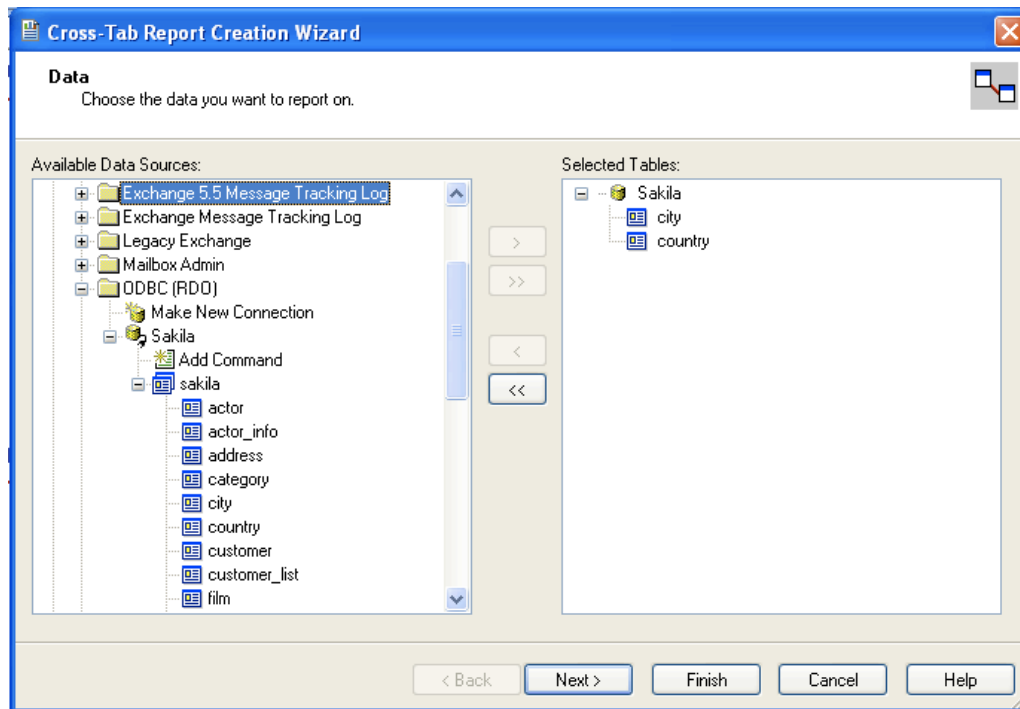 Cross-Tab Report Creation Wizard
Data
Choose the data you want to report on.
Available Data Sources:
Exchange 5.5 Message Tracking Log
Exchange Message Tracking Log
Legacy Exchange
Mailbox Admin
ODBC (RDO)
Make New Connection
Sakila
Add Command
sakila
actor
actor_info
address
category
city
country
customer
customer_list
film
>
>>
<
<<
Selected Tables:
Sakila
city
country
< Back
Next >
Finish
Cancel
Help